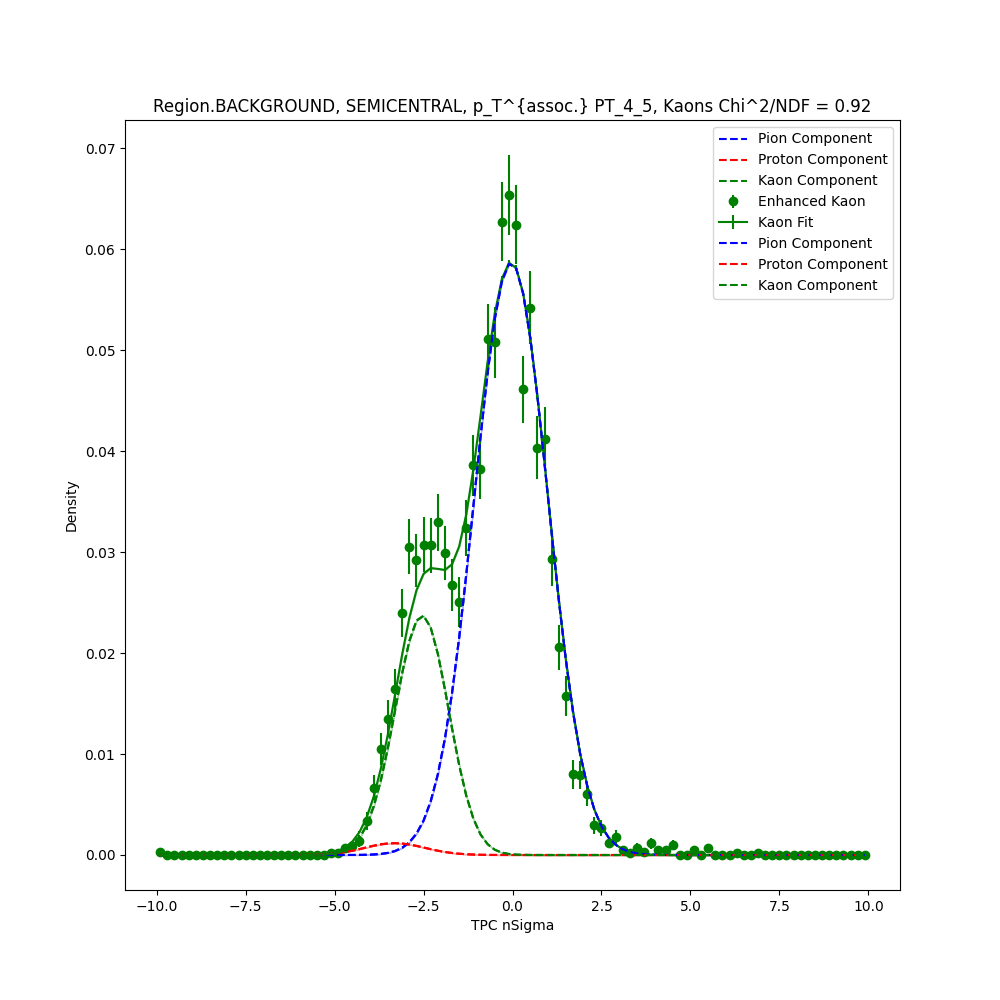 Region.BACKGROUND, SEMICENTRAL, p_T^{assoc.} PT_4_5, Kaons Chi^2/NDF = 0.92
Pion Component
Proton Component
Kaon Component
Enhanced Kaon
Kaon Fit
Pion Component
Proton Component
Kaon Component
0.07
0.06
0.05
0.04
0.03
0.02
0.01
0.00
Density
−10.0 −7.5 −5.0 −2.5 0.0 2.5 5.0 7.5 10.0
TPC nSigma